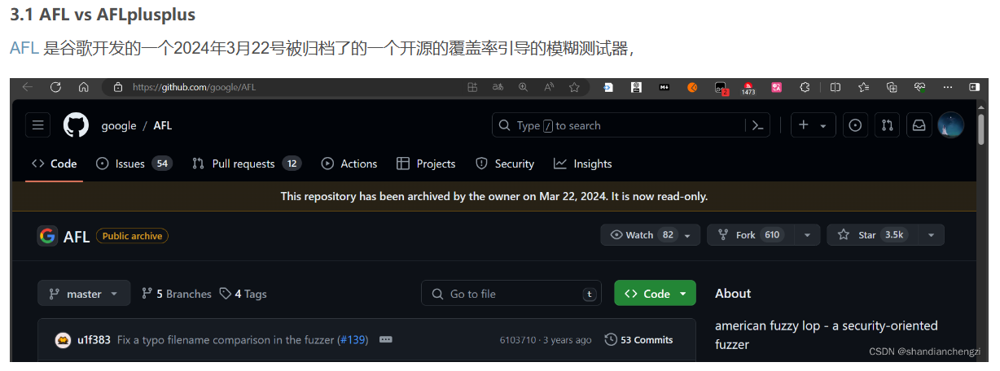 3.1 AFL vs AFLplusplus
AFL 是谷歌开发的一个2024年3月22号被归档了的一个开源的覆盖率引导的模糊测试器，
https://github.com/google/AFL
2
1473
google / AFL
Type / to search
Code Issues 54 Pull requests 12 Actions Projects Security Insights
This repository has been archived by the owner on Mar 22, 2024. It is now read-only.
AFL Public archive Watch 82 Fork 610 Star 3.5k
master 5 Branches 4 Tags Go to file t Code About
american fuzzy lop - a security-oriented
fuzzer
u1f383 Fix a typo filename comparison in the fuzzer (#139) 6103710 · 3 years ago 53 Commits
CSDN @shandianchengzi